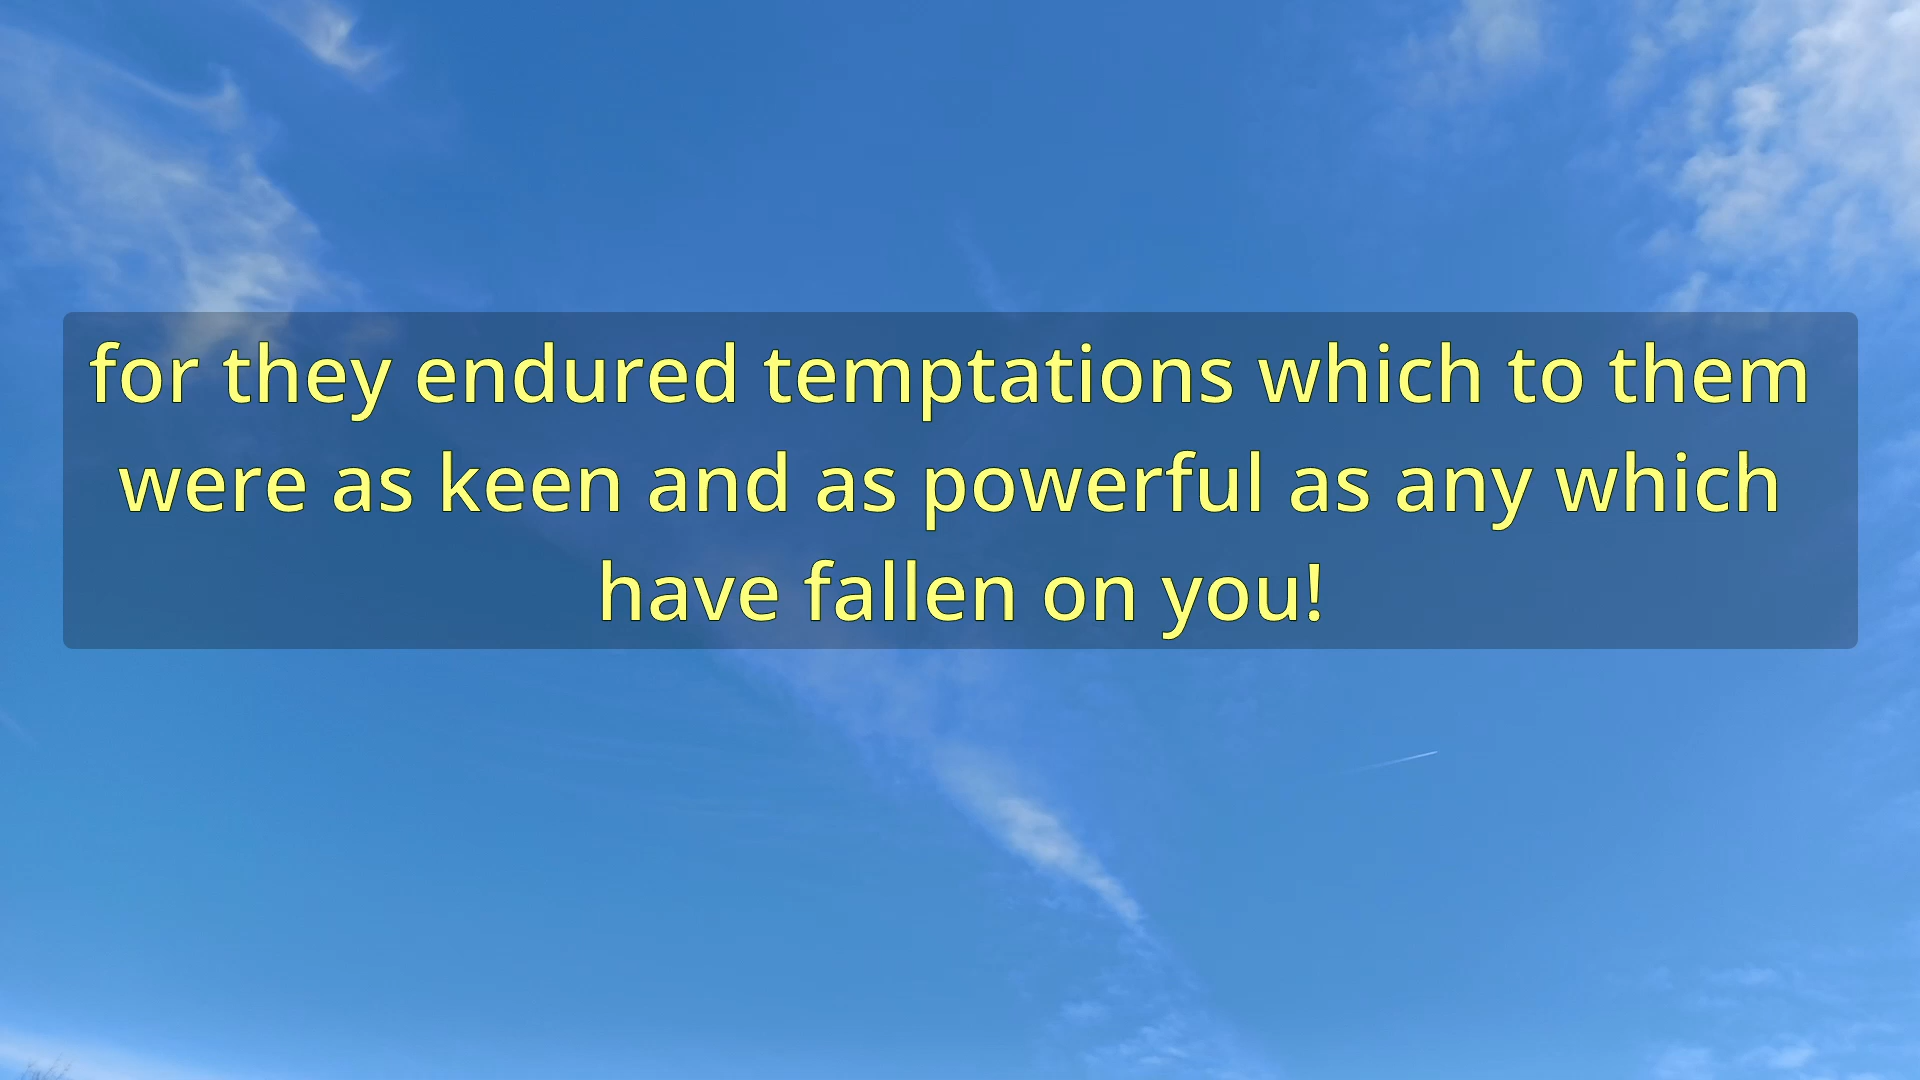 for they endured temptations which to them
were as keen and as powerful as any which
have fallen on you!